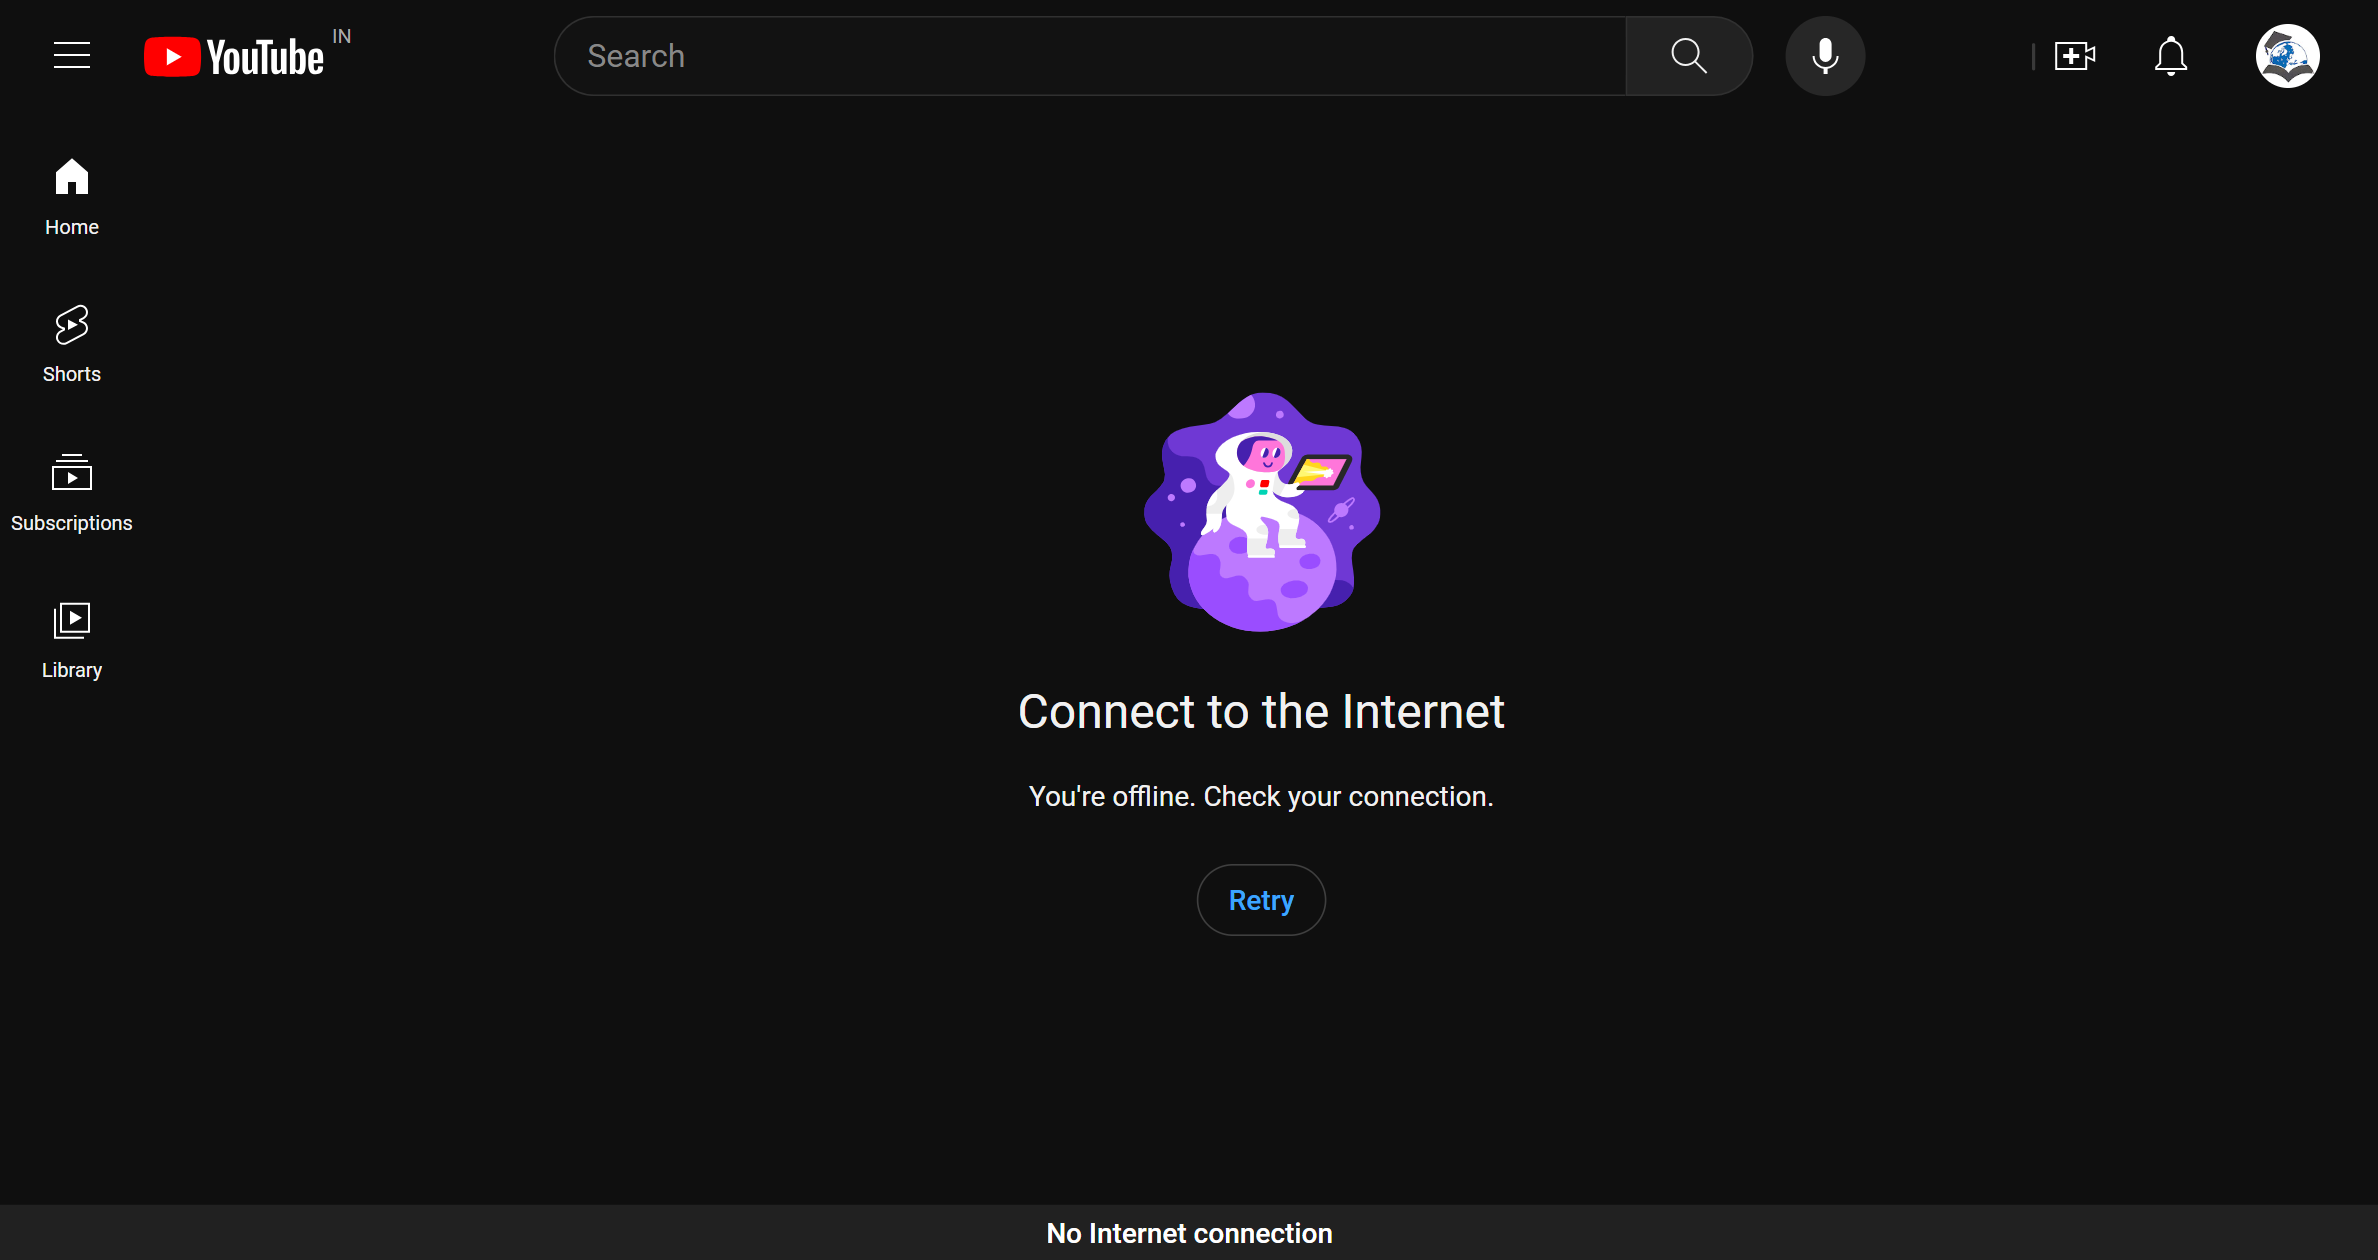 YouTube IN
Search
Home
Shorts
Subscriptions
Library
Connect to the Internet
You're offline. Check your connection.
Retry
No Internet connection